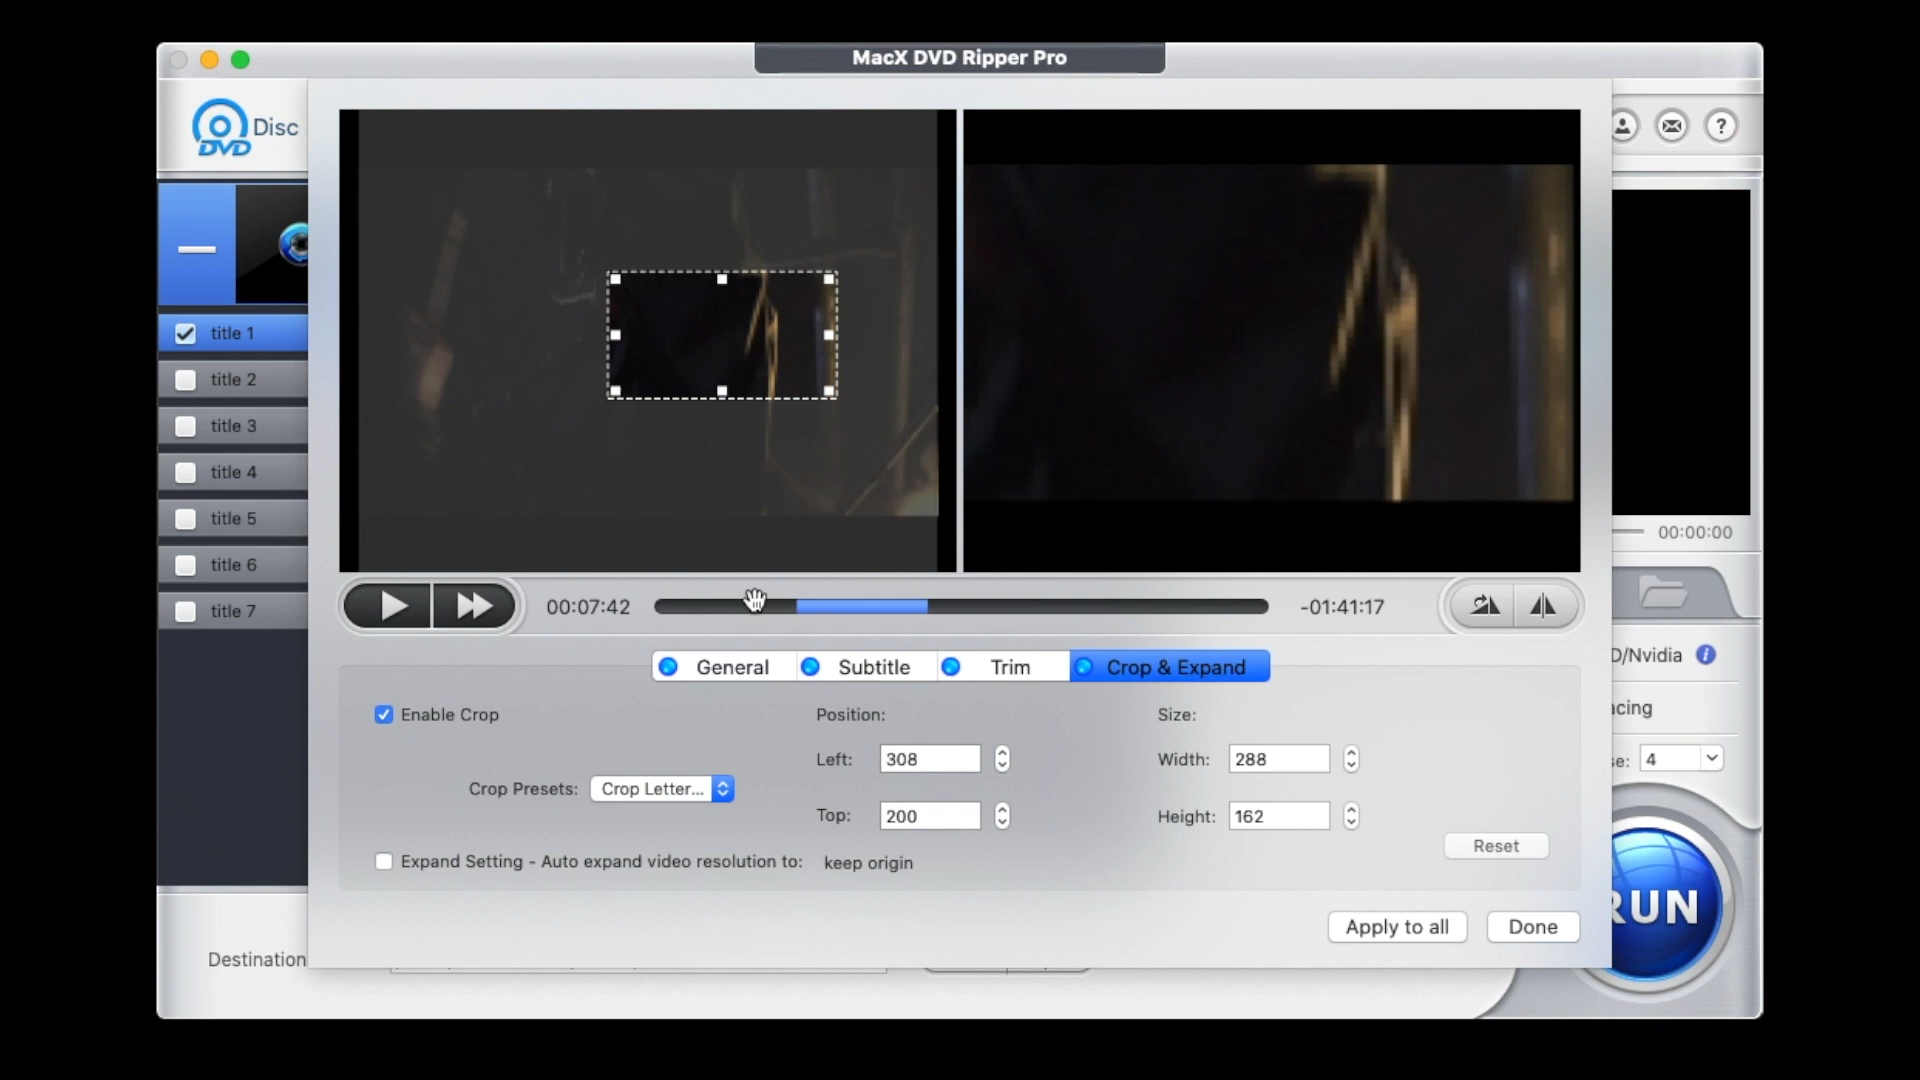 MacX DVD Ripper Pro
DVD
Disc
?
title 1
title 2
title 3
title 4
title 5
title 6
title 7
00:00:00
00:07:42
-01:41:17
D/Nvidia i
acing
se: 4
General
Subtitle
Trim
Crop & Expand
Enable Crop
Position:
Size:
Left: 308
Width: 288
Crop Presets: Crop Letter...
Top: 200
Height: 162
Reset
Expand Setting - Auto expand video resolution to: keep origin
RUN
Apply to all
Done
Destination